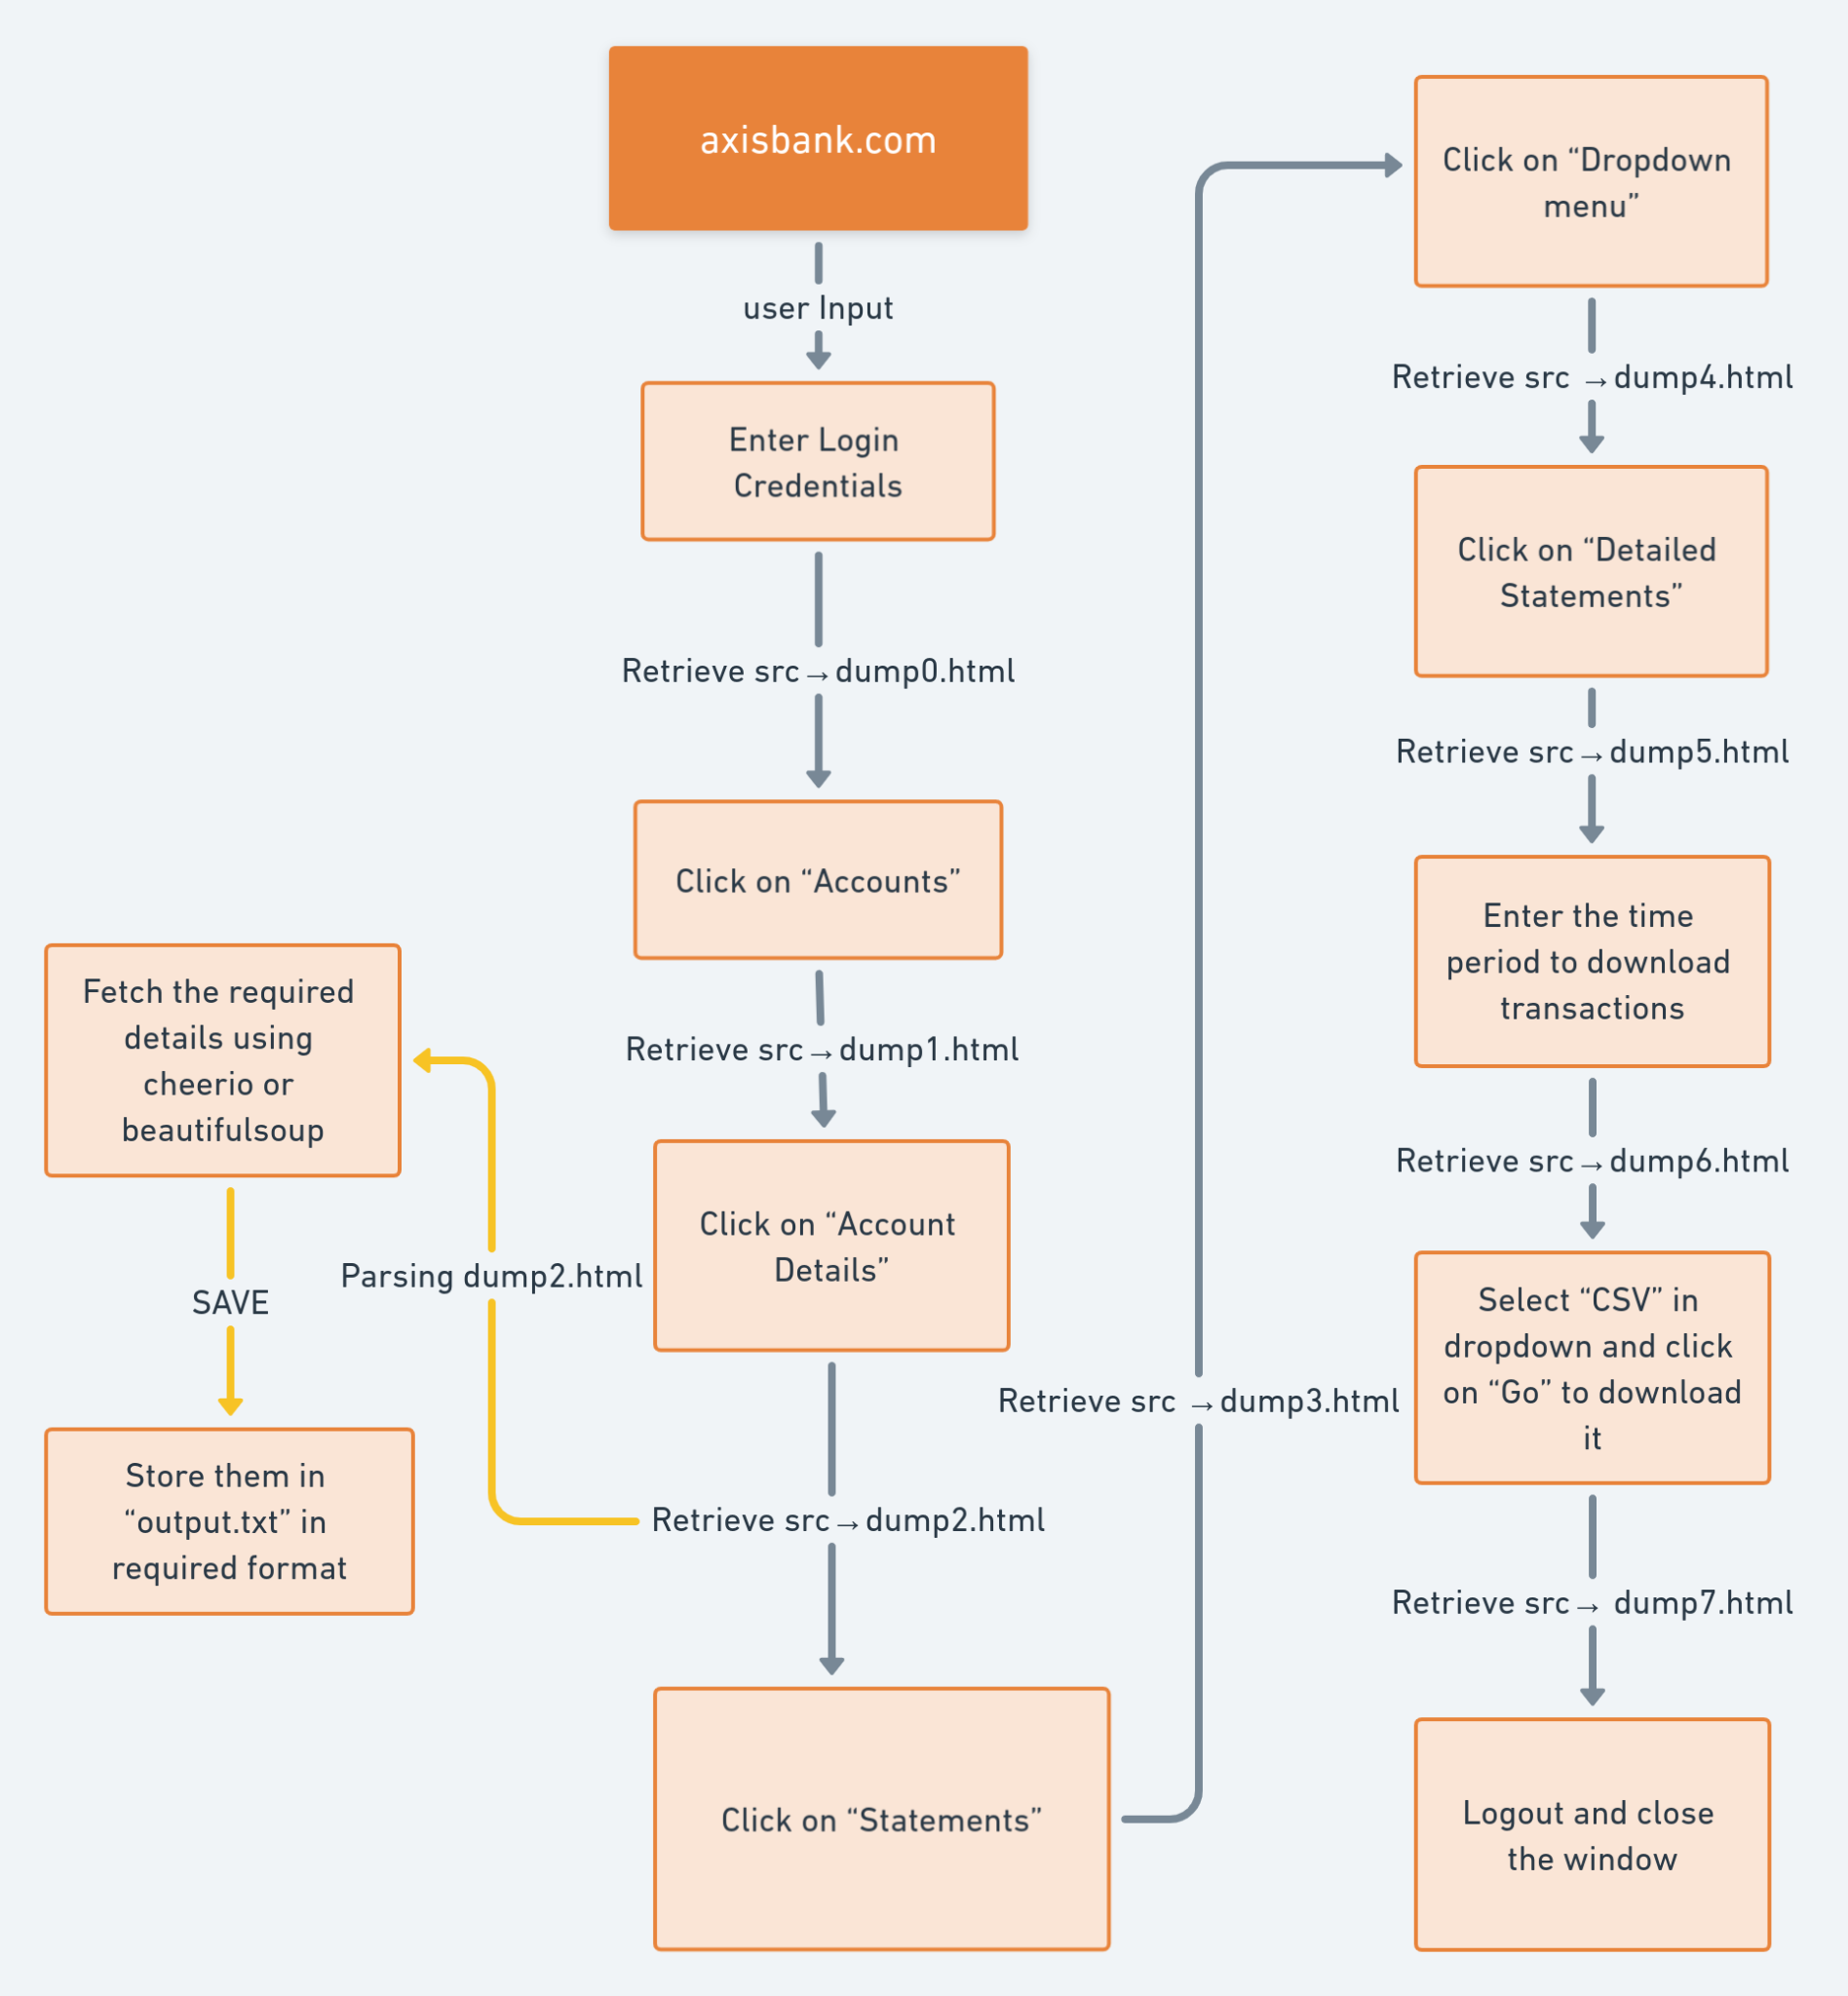 axisbank.com
user Input
Enter Login
Credentials
Retrieve src→dump0.html
Click on “Accounts”
Retrieve src→dump1.html
Click on “Account
Details”
Retrieve src→dump2.html
Parsing dump2.html
Fetch the required
details using
cheerio or
beautifulsoup
SAVE
Store them in
“output.txt” in
required format
Click on “Statements”
Retrieve src →dump3.html
Click on “Dropdown
menu”
Retrieve src →dump4.html
Click on “Detailed
Statements”
Retrieve src→dump5.html
Enter the time
period to download
transactions
Retrieve src→dump6.html
Select “CSV” in
dropdown and click
on “Go” to download
it
Retrieve src→ dump7.html
Logout and close
the window